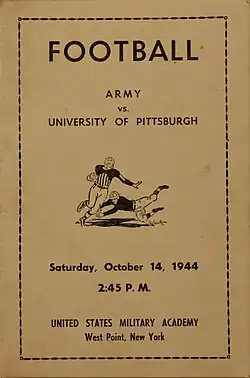 FOOTBALL
ARMY
vs.
UNIVERSITY OF PITTSBURGH
Saturday, October 14, 1944
2:45 P. M.
UNITED STATES MILITARY ACADEMY
West Point, New York